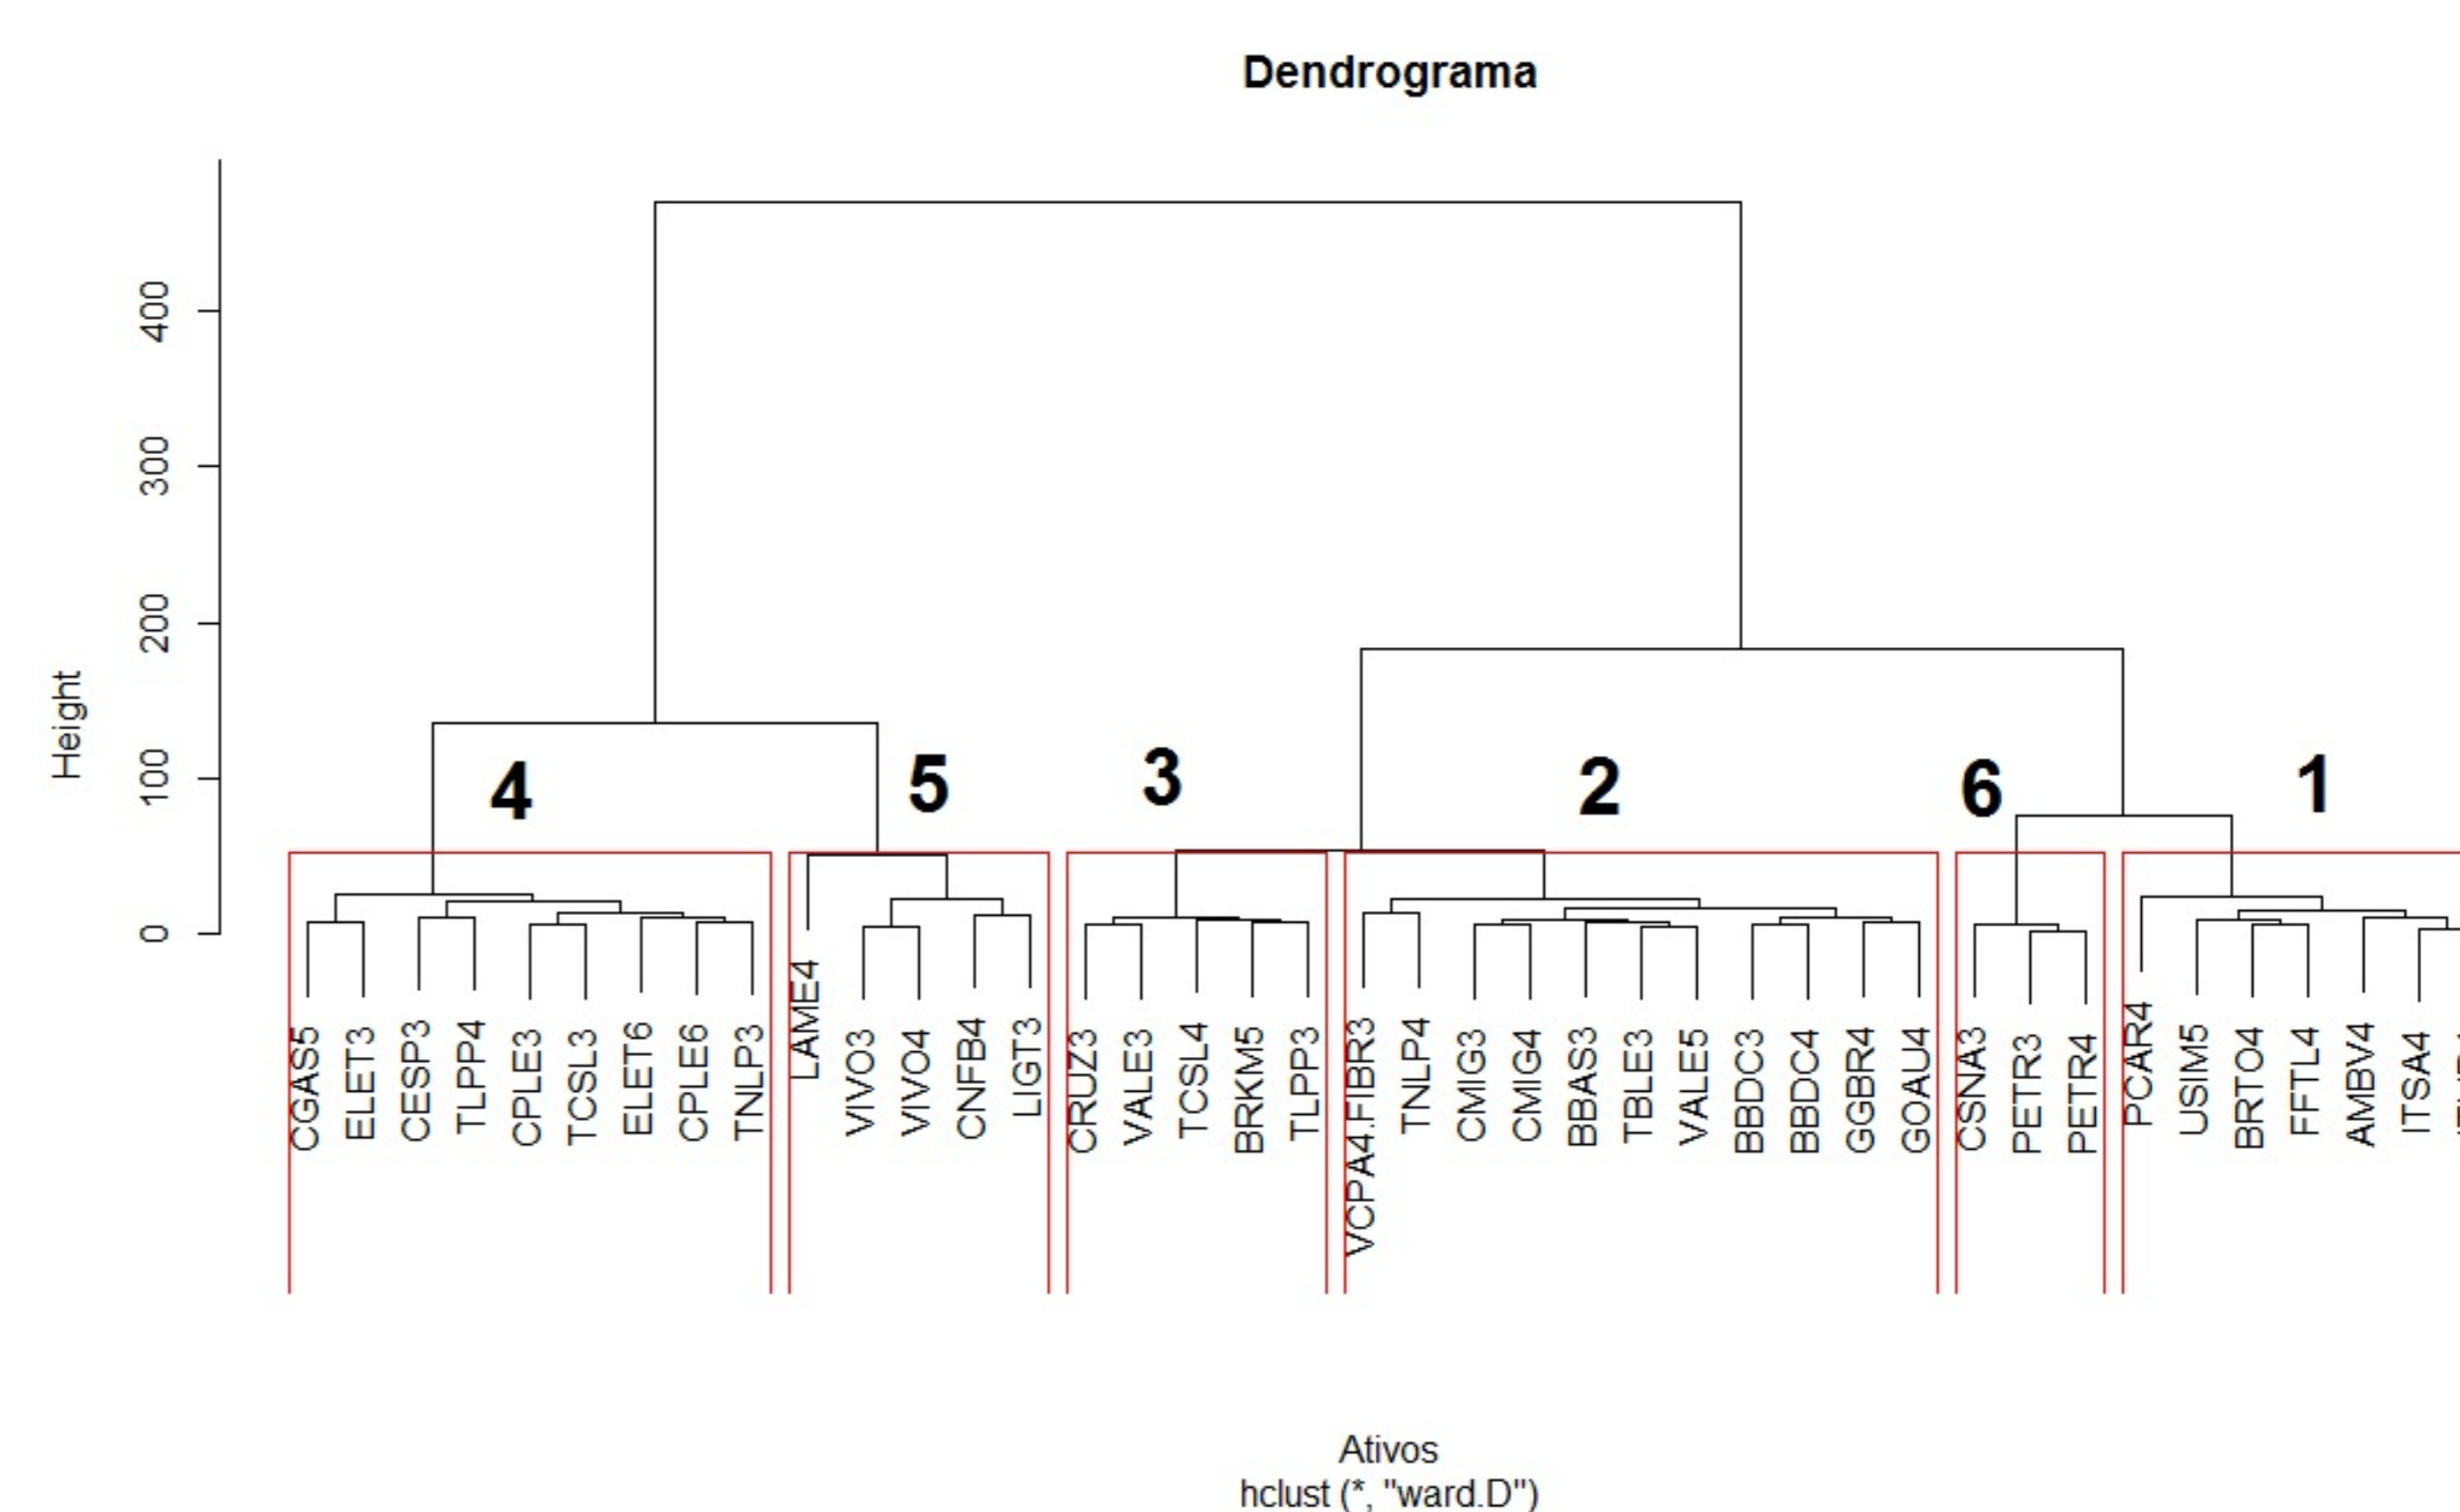 Dendrograma
Height
400
300
200
100
0
4
5
3
2
6
1
CGAS5
ELET3
CESP3
TLPP4
CPLE3
TCSL3
ELET6
CPLE6
TNLP3
LAME4
VIVO3
VIVO4
CNFB4
LIGT3
CRUZ3
VALE3
TCSL4
BRKM5
TLPP3
VCPA4.FIBR3
TNLP4
CMIG3
CMIG4
BBAS3
TBLE3
VALE5
BBDC3
BBDC4
GGBR4
GOAU4
CSNA3
PETR3
PETR4
PCAR4
USIM5
BRTO4
FFTL4
AMBV4
ITSA4
Ativos
hclust (*, "ward.D")